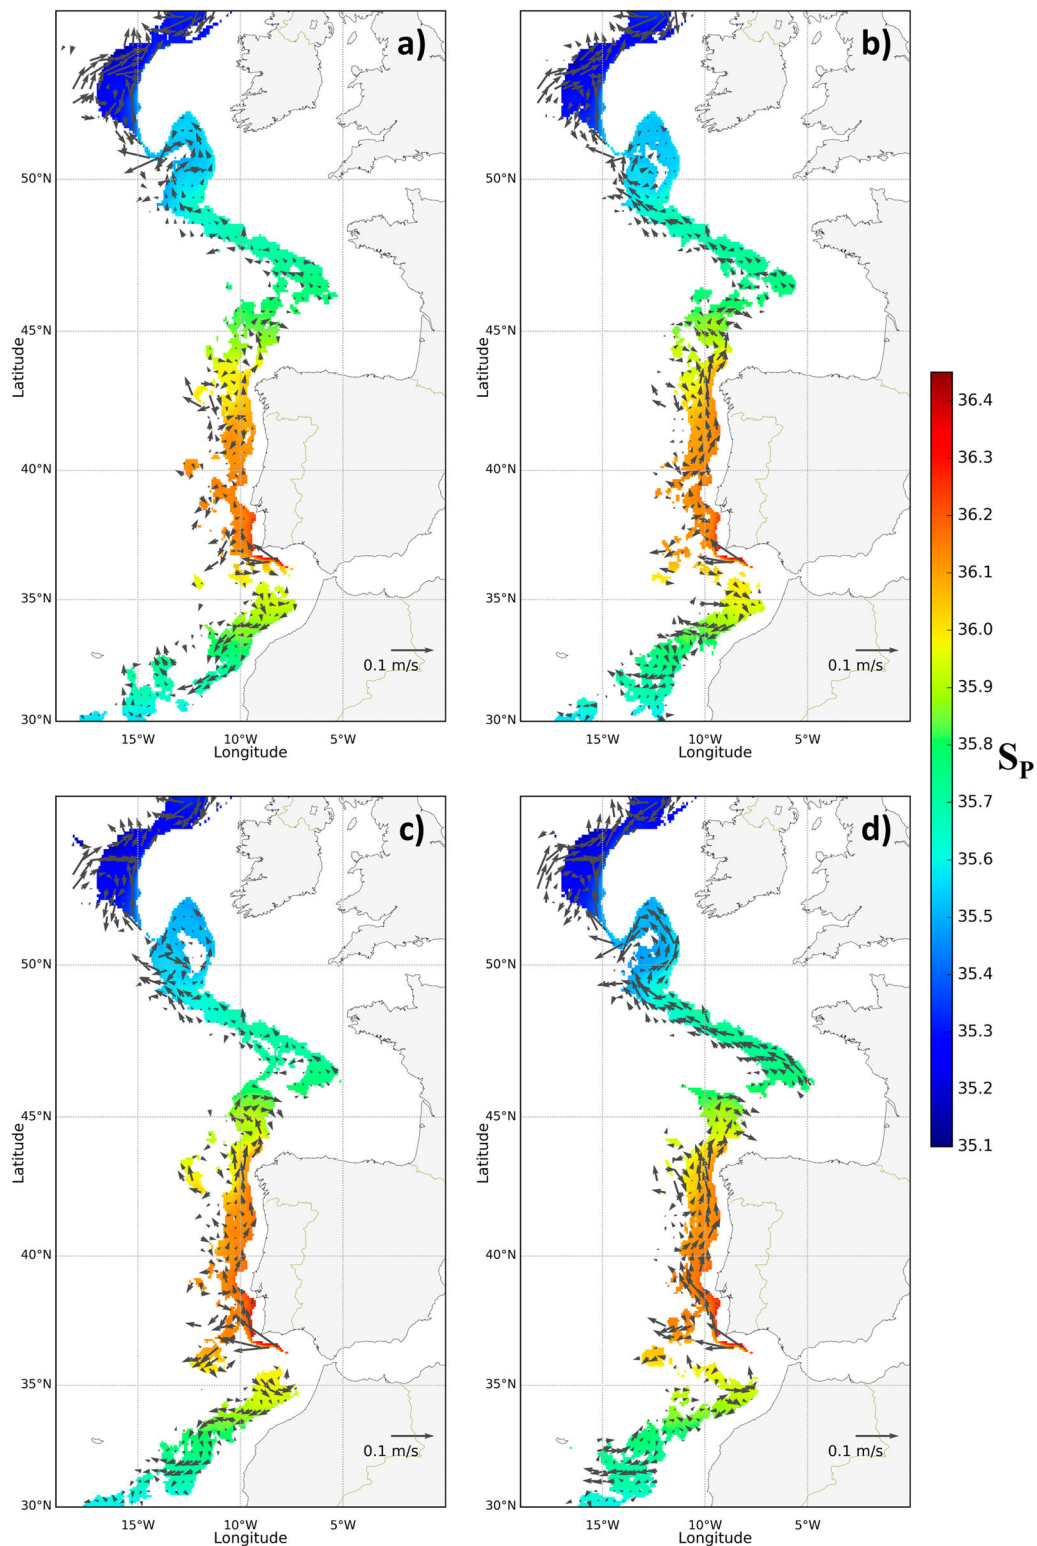 a)
b)
50°N
45°N
40°N
35°N
30°N
Latitude
0.1 m/s
0.1 m/s
15°W 10°W 5°W
Longitude
50°N
45°N
40°N
35°N
30°N
Latitude
15°W 10°W 5°W
Longitude
36.4
36.3
36.2
36.1
36.0
35.9
35.8
35.7
35.6
35.5
35.4
35.3
35.2
35.1
S_P
c)
d)
50°N
45°N
40°N
35°N
30°N
Latitude
0.1 m/s
0.1 m/s
15°W 10°W 5°W
Longitude
50°N
45°N
40°N
35°N
30°N
Latitude
15°W 10°W 5°W
Longitude